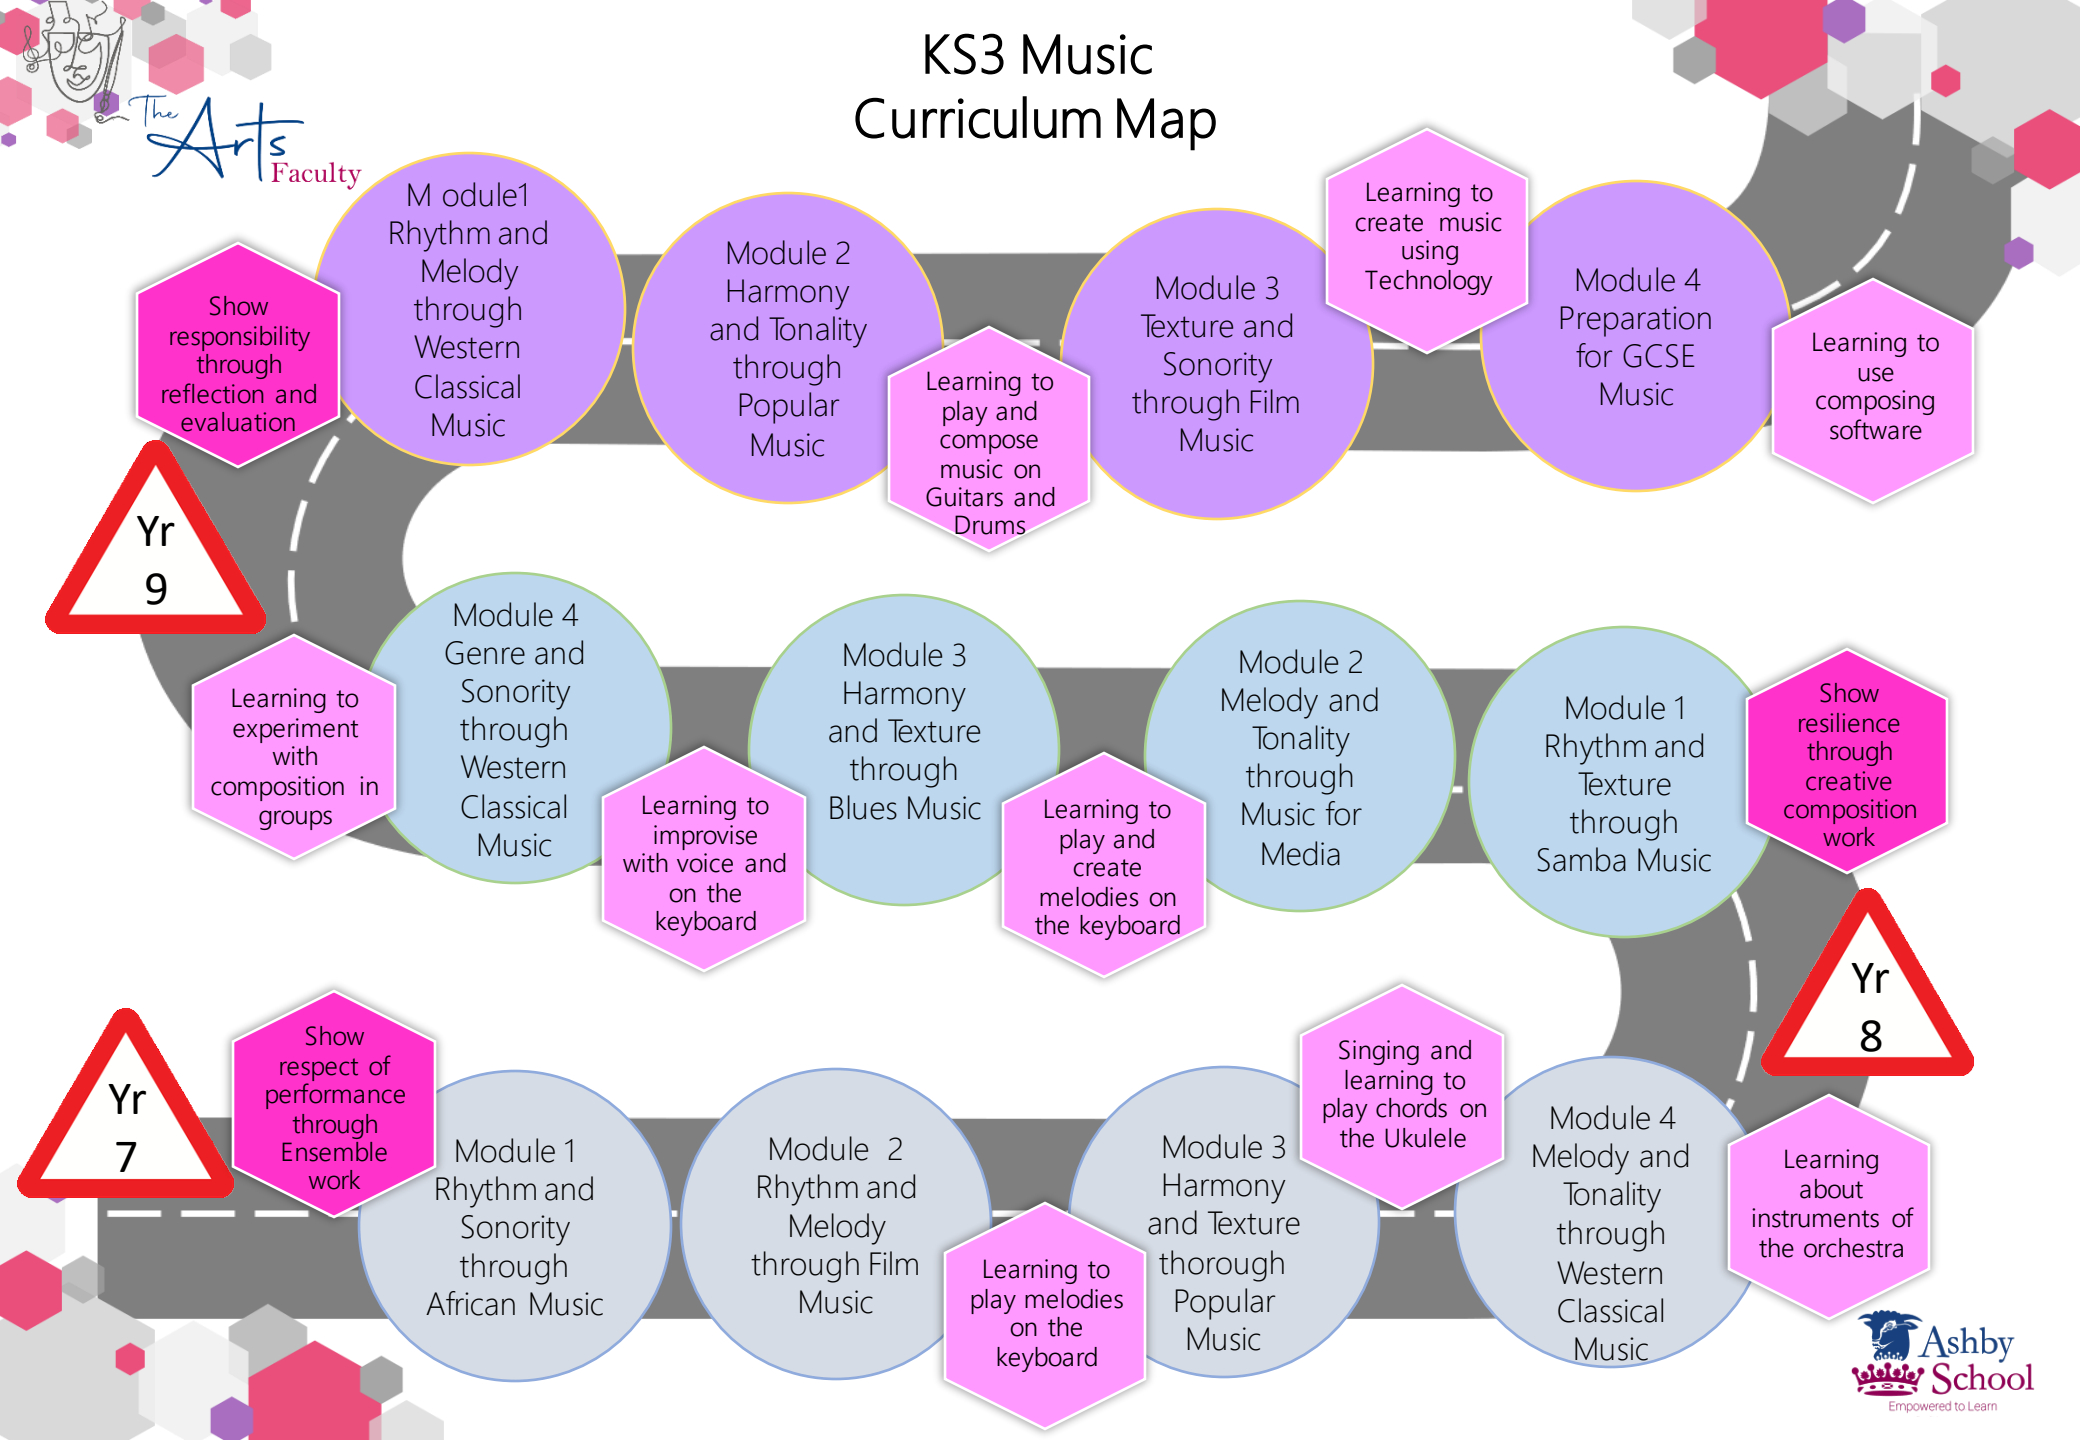 KS3 Music
Curriculum Map
The
Arts
Faculty
M odule1
Rhythm and
Melody
through
Western
Classical
Music
Module 2
Harmony
and Tonality
through
Popular
Music
Module 3
Texture and
Sonority
through Film
Music
Module 4
Preparation
for GCSE
Music
Show
responsibility
through
reflection and
evaluation
Learning to
play and
compose
music on
Guitars and
Drums
Learning to
create music
using
Technology
Learning to
use
composing
software
Yr
9
Learning to
experiment
with
composition in
groups
Module 4
Genre and
Sonority
through
Western
Classical
Music
Learning to
improvise
with voice and
on the
keyboard
Module 3
Harmony
and Texture
through
Blues Music
Learning to
play and
create
melodies on
the keyboard
Module 2
Melody and
Tonality
through
Music for
Media
Module 1
Rhythm and
Texture
through
Samba Music
Show
resilience
through
creative
composition
work
Yr
8
Yr
7
Show
respect of
performance
through
Ensemble
work
Module 1
Rhythm and
Sonority
through
African Music
Module 2
Rhythm and
Melody
through Film
Music
Learning to
play melodies
on the
keyboard
Module 3
Harmony
and Texture
thorough
Popular
Music
Singing and
learning to
play chords on
the Ukulele
Module 4
Melody and
Tonality
through
Western
Classical
Music
Learning
about
instruments of
the orchestra
Ashby
School
Empowered to Learn